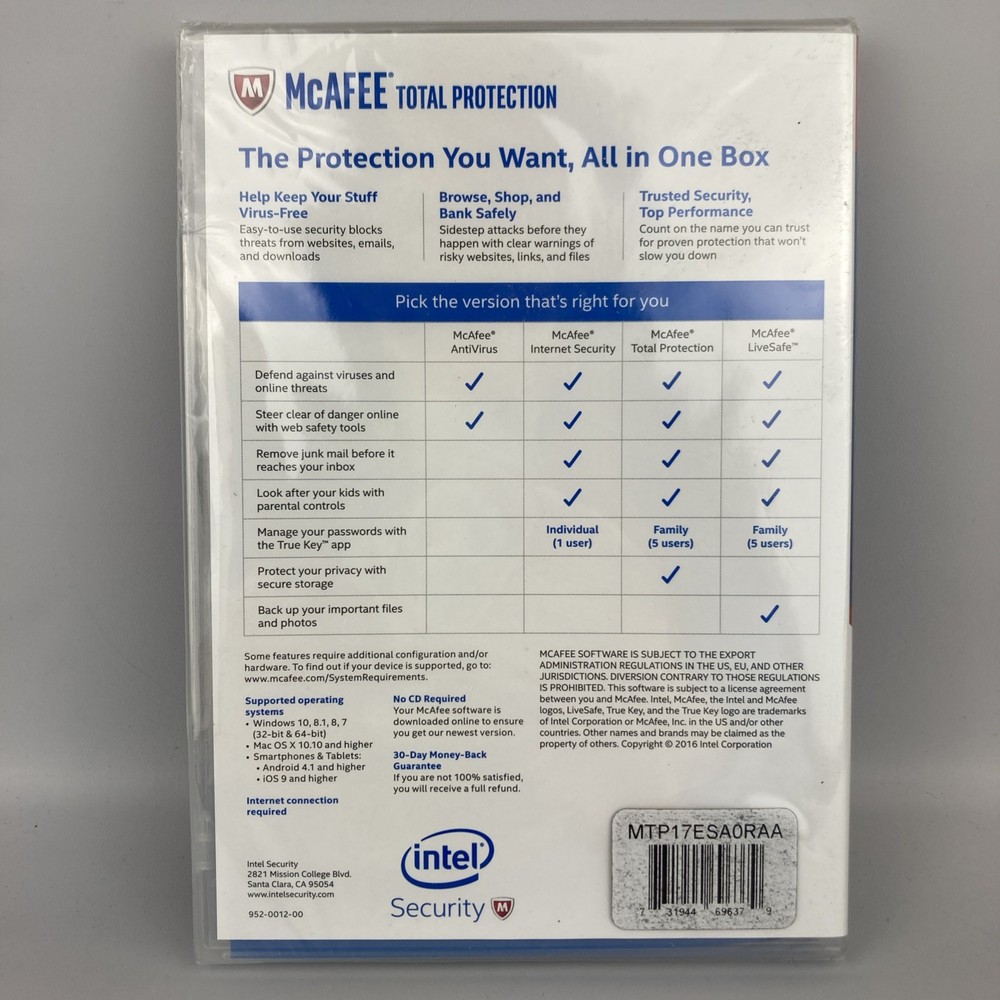 M
McAFEE® TOTAL PROTECTION
The Protection You Want, All in One Box
Help Keep Your Stuff
Virus-Free
Easy-to-use security blocks
threats from websites, emails,
and downloads
Browse, Shop, and
Bank Safely
Sidestep attacks before they
happen with clear warnings of
risky websites, links, and files
Trusted Security,
Top Performance
Count on the name you can trust
for proven protection that won't
slow you down
Pick the version that's right for you
McAfee®
AntiVirus
McAfee®
Internet Security
McAfee®
Total Protection
McAfee®
LiveSafe™
Defend against viruses and
online threats
Steer clear of danger online
with web safety tools
Remove junk mail before it
reaches your inbox
Look after your kids with
parental controls
Manage your passwords with
the True Key™ app
Individual
(1 user)
Family
(5 users)
Family
(5 users)
Protect your privacy with
secure storage
Back up your important files
and photos
Some features require additional configuration and/or
hardware. To find out if your device is supported, go to:
www.mcafee.com/SystemRequirements.
Supported operating
systems
• Windows 10, 8.1, 8, 7
(32-bit & 64-bit)
• Mac OS X 10.10 and higher
• Smartphones & Tablets:
• Android 4.1 and higher
• iOS 9 and higher
Internet connection
required
No CD Required
Your McAfee software is
downloaded online to ensure
you get our newest version.
30-Day Money-Back
Guarantee
If you are not 100% satisfied,
you will receive a full refund.
MCAFEE SOFTWARE IS SUBJECT TO THE EXPORT
ADMINISTRATION REGULATIONS IN THE US, EU, AND OTHER
JURISDICTIONS. DIVERSION CONTRARY TO THOSE REGULATIONS
IS PROHIBITED. This software is subject to a license agreement
between you and McAfee. Intel, McAfee, the Intel and McAfee
logos, LiveSafe, True Key, and the True Key logo are trademarks
of Intel Corporation or McAfee, Inc. in the US and/or other
countries. Other names and brands may be claimed as the
property of others. Copyright © 2016 Intel Corporation
Intel Security
2821 Mission College Blvd.
Santa Clara, CA 95054
www.intelsecurity.com
952-0012-00
intel®
Security M
MTP17ESA0RAA
7 31944 69637 9